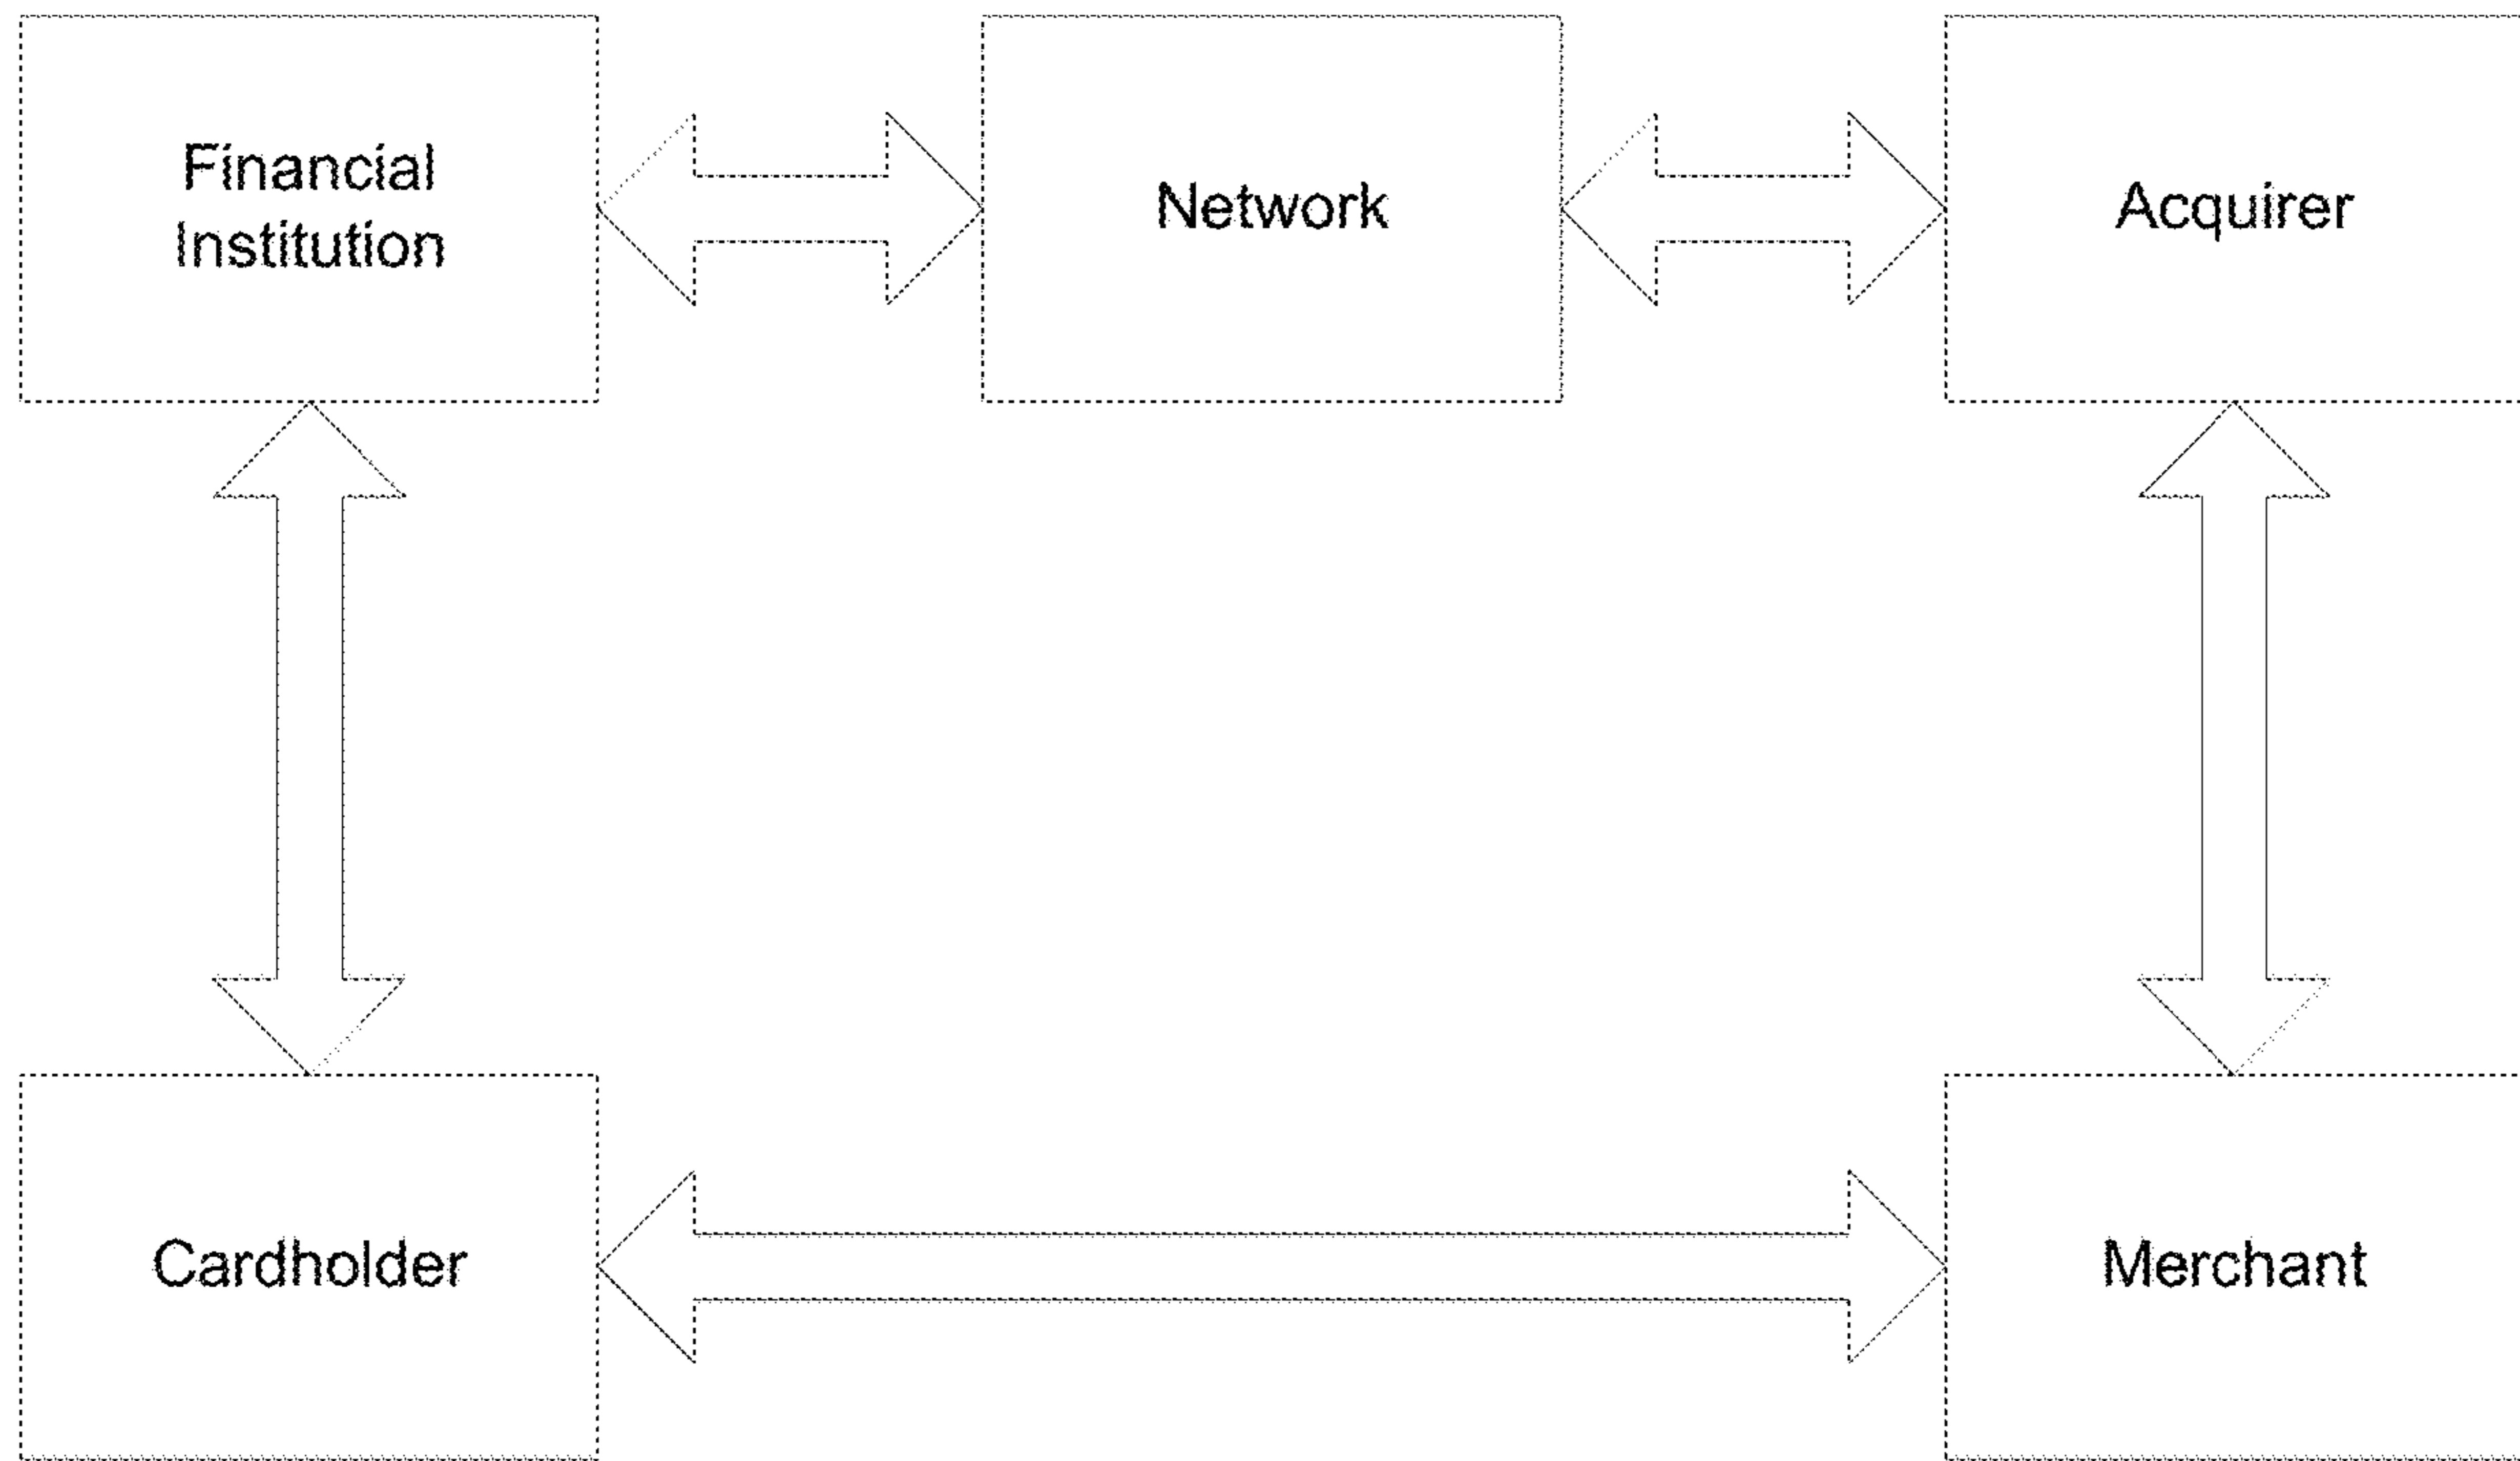 Financial
Institution
Network
Acquirer
Cardholder
Merchant